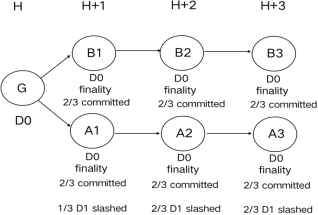 H H+1 H+2 H+3
B1 B2 B3
G
D0 D0 D0
finality finality finality
2/3 committed 2/3 committed 2/3 committed
D0
A1 A2 A3
D0 D0 D0
finality finality finality
2/3 committed 2/3 committed 2/3 committed
1/3 D1 slashed 2/3 D1 slashed 2/3 D1 slashed